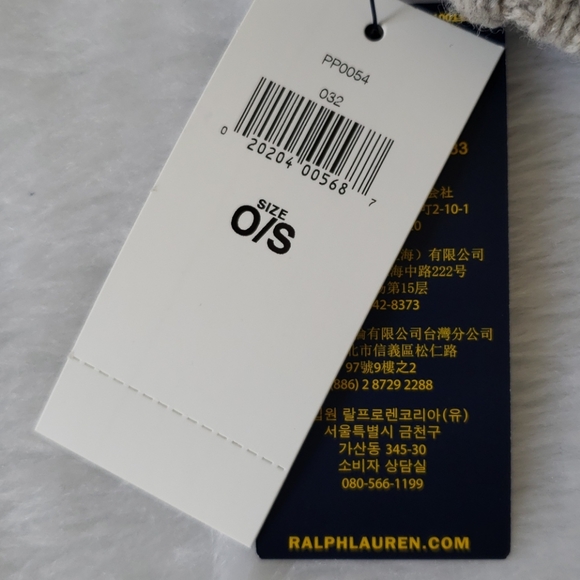 PP0054
032
0 20204 00568 7
SIZE
O/S
1001
33
会社
町2-10-1
0
海）有限公司
海中路222号
第15层
42-8373
有限公司台灣分公司
北市信義區松仁路
97號9樓之2
(886) 2 8729 2288
원 랄프로렌코리아(유)
서울특별시 금천구
가산동 345-30
소비자 상담실
080-566-1199
RALPHLAUREN.COM